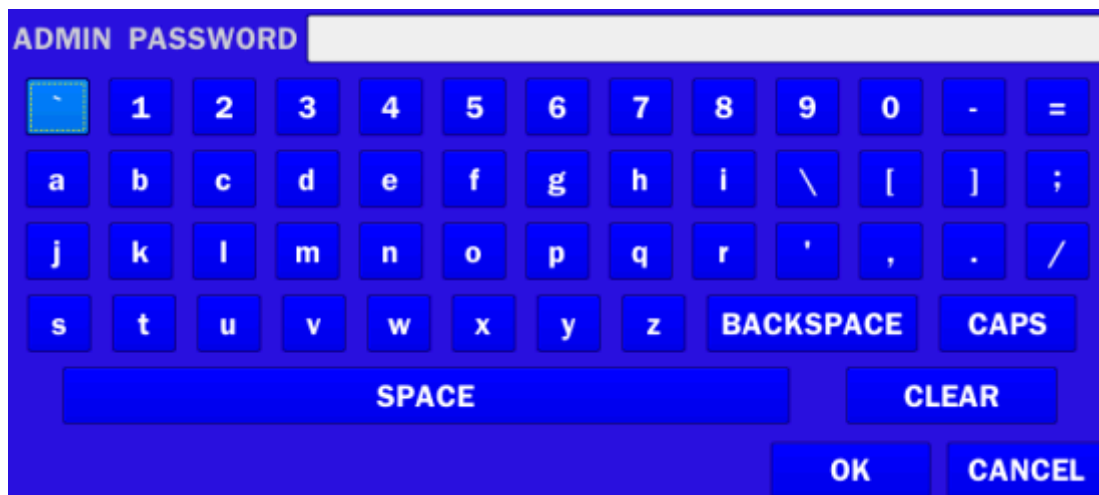 ADMIN PASSWORD
` 1 2 3 4 5 6 7 8 9 0 - =
a b c d e f g h i \ [ ] ;
j k l m n o p q r ' , . /
s t u v w x y z BACKSPACE CAPS
SPACE CLEAR
OK CANCEL